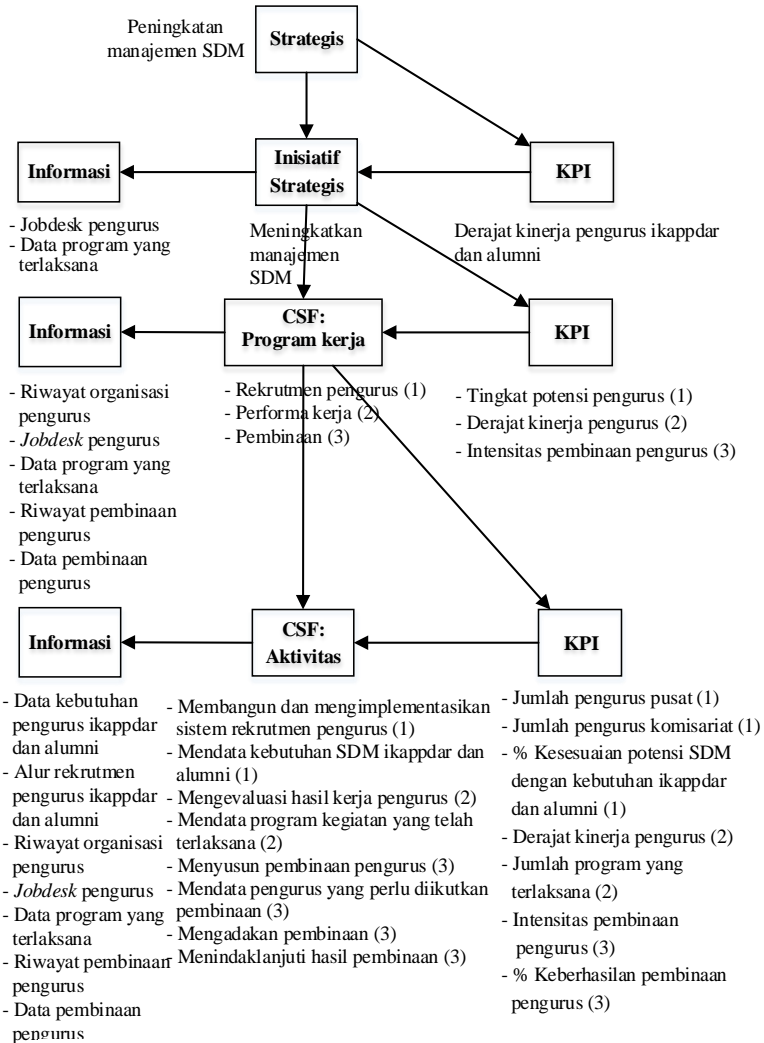 Peningkatan
manajemen SDM
Strategis
Informasi
Inisiatif
Strategis
KPI
- Jobdesk pengurus
- Data program yang
terlaksana
Meningkatkan
manajemen
SDM
Derajat kinerja pengurus ikappdar
dan alumni
Informasi
CSF:
Program kerja
KPI
- Riwayat organisasi
pengurus
- Jobdesk pengurus
- Data program yang
terlaksana
- Riwayat pembinaan
pengurus
- Data pembinaan
pengurus
- Rekrutmen pengurus (1)
- Performa kerja (2)
- Pembinaan (3)
- Tingkat potensi pengurus (1)
- Derajat kinerja pengurus (2)
- Intensitas pembinaan pengurus (3)
Informasi
CSF:
Aktivitas
KPI
- Data kebutuhan
pengurus ikappdar
dan alumni
- Alur rekrutmen
pengurus ikappdar
dan alumni
- Riwayat organisasi
pengurus
- Jobdesk pengurus
- Data program yang
terlaksana
- Riwayat pembinaan
pengurus
- Data pembinaan
pengurus
- Membangun dan mengimplementasikan
sistem rekrutmen pengurus (1)
- Mendata kebutuhan SDM ikappdar dan
alumni (1)
- Mengevaluasi hasil kerja pengurus (2)
- Mendata program kegiatan yang telah
terlaksana (2)
- Menyusun pembinaan pengurus (3)
- Mendata pengurus yang perlu diikutkan
pembinaan (3)
- Mengadakan pembinaan (3)
- Menindaklanjuti hasil pembinaan (3)
- Jumlah pengurus pusat (1)
- Jumlah pengurus komisariat (1)
- % Kesesuaian potensi SDM
dengan kebutuhan ikappdar
dan alumni (1)
- Derajat kinerja pengurus (2)
- Jumlah program yang
terlaksana (2)
- Intensitas pembinaan
pengurus (3)
- % Keberhasilan pembinaan
pengurus (3)